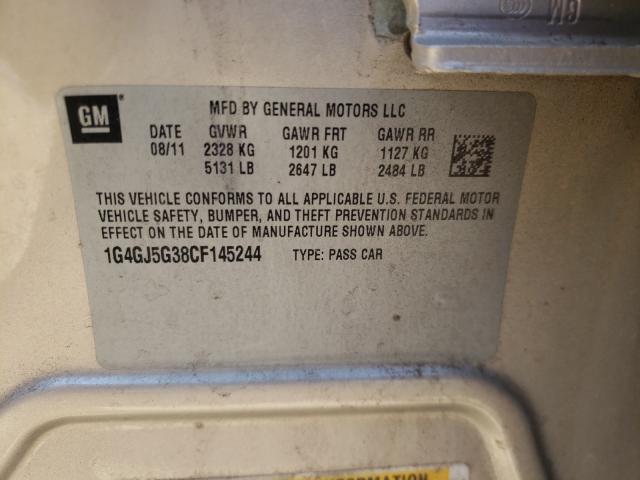 GM
GM
MFD BY GENERAL MOTORS LLC
DATE GVWR GAWR FRT GAWR RR
08/11 2328 KG 1201 KG 1127 KG
5131 LB 2647 LB 2484 LB
THIS VEHICLE CONFORMS TO ALL APPLICABLE U.S. FEDERAL MOTOR
VEHICLE SAFETY, BUMPER, AND THEFT PREVENTION STANDARDS IN
EFFECT ON THE DATE OF MANUFACTURE SHOWN ABOVE.
1G4GJ5G38CF145244 TYPE: PASS CAR
INFORMATION